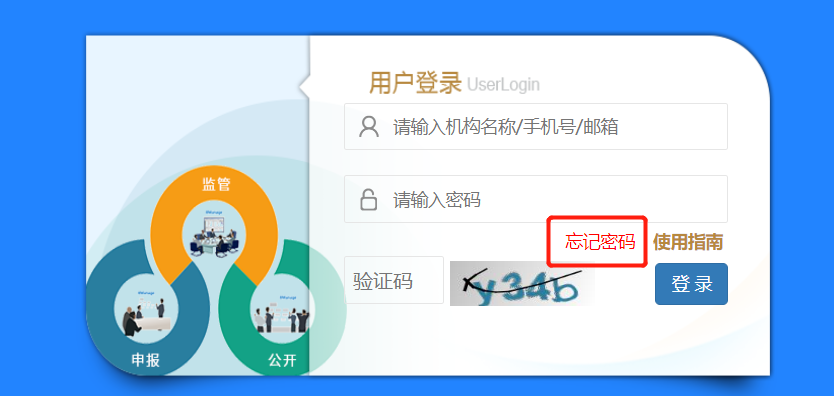 用户登录 UserLogin
请输入机构名称/手机号/邮箱
请输入密码
忘记密码 使用指南
验证码
y34b
登 录
监管
申报
公开